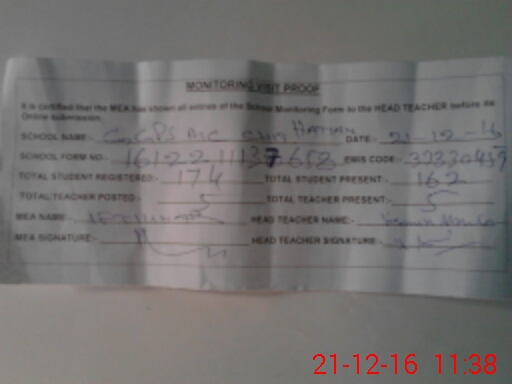 MONITORING VISIT PROOF
It is certified that the MEA has shown all entries of the School Monitoring Form to the HEAD TEACHER before its
Online submission.
SCHOOL NAME:- DATE:- 21-12-16
SCHOOL FORM NO:- EMIS CODE:-
TOTAL STUDENT REGISTERED:- 174 TOTAL STUDENT PRESENT:- 162
TOTAL TEACHER POSTED:- 5 TOTAL TEACHER PRESENT:- 5
MEA NAME:- HEAD TEACHER NAME:-
MEA SIGNATURE:- HEAD TEACHER SIGNATURE:-
21-12-16 11:38